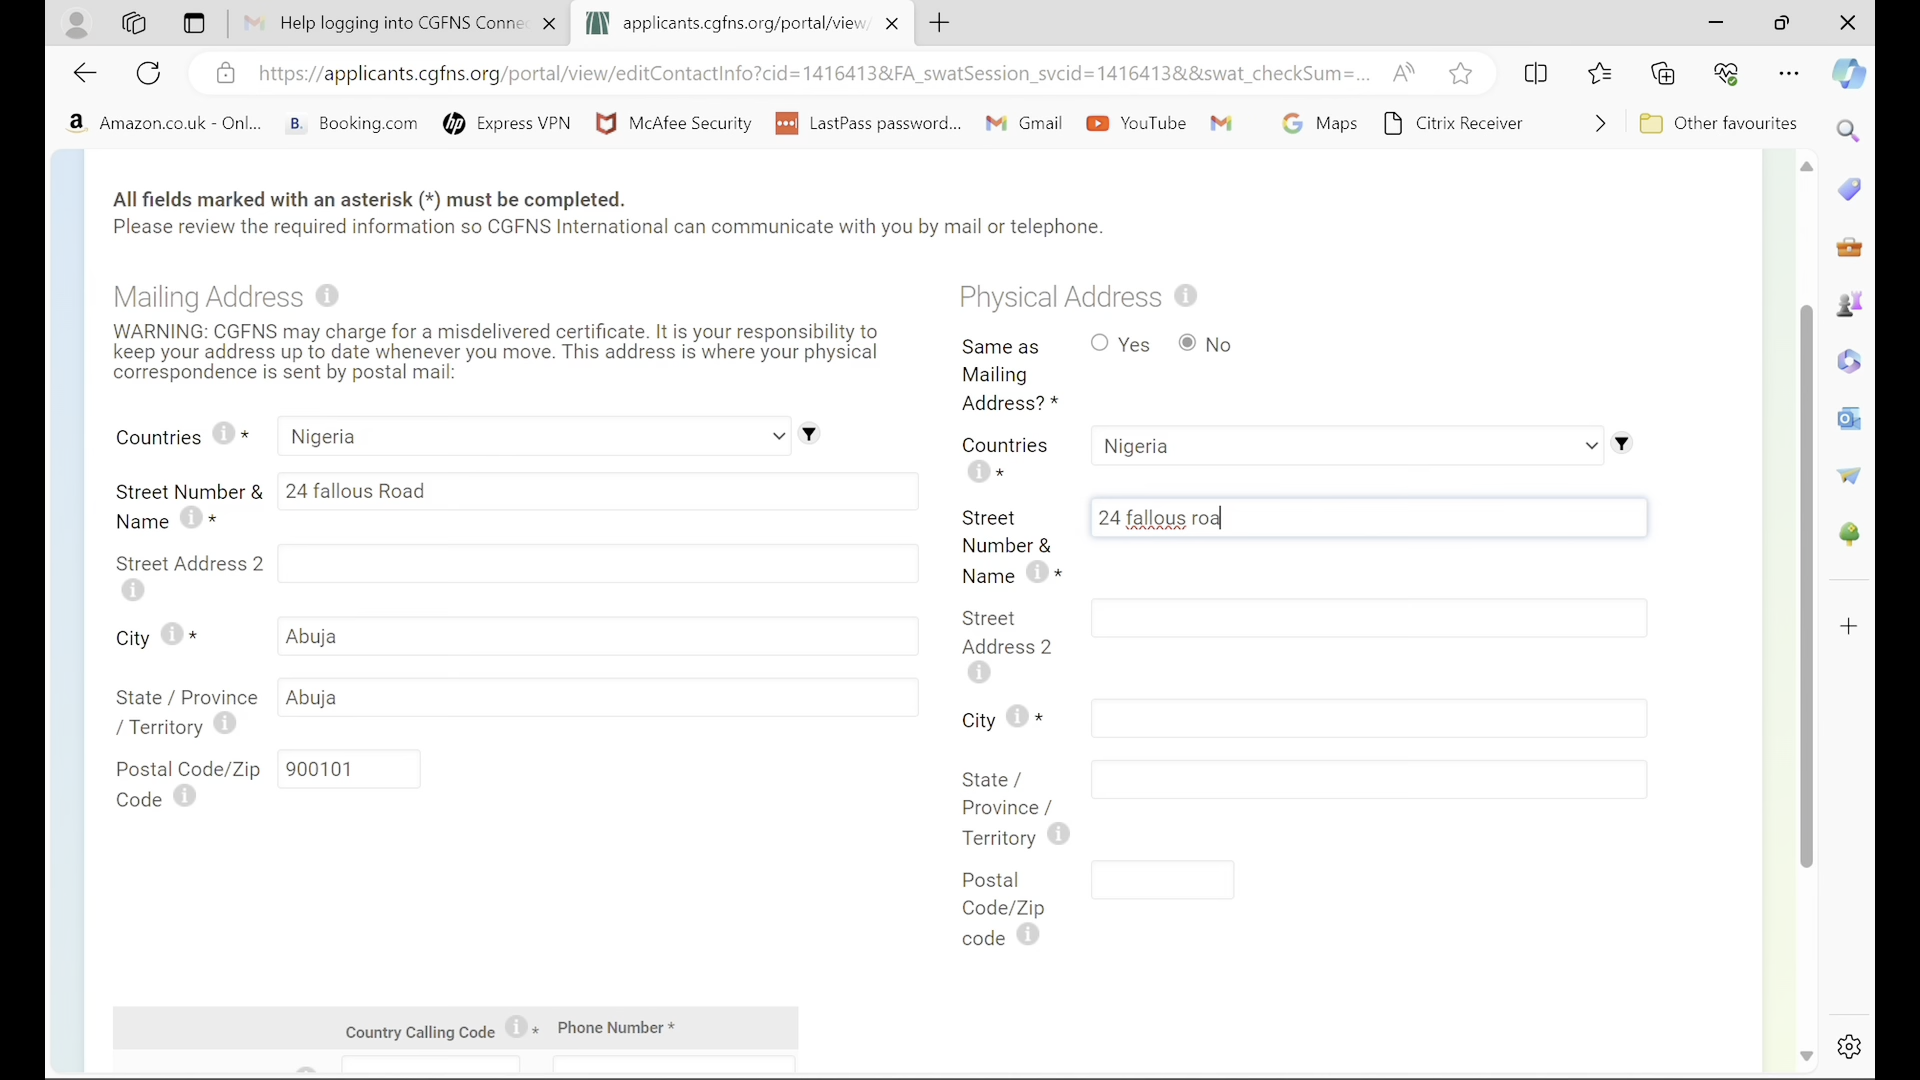 Help logging into CGFNS Conne
applicants.cgfns.org/portal/view/
https://applicants.cgfns.org/portal/view/editContactInfo?cid=1416413&FA_swatSession_svcid=1416413&&swat_checkSum=...
Amazon.co.uk - Onl...
Booking.com
Express VPN
McAfee Security
LastPass password...
Gmail
YouTube
Maps
Citrix Receiver
Other favourites
All fields marked with an asterisk (*) must be completed.
Please review the required information so CGFNS International can communicate with you by mail or telephone.
Mailing Address
WARNING: CGFNS may charge for a misdelivered certificate. It is your responsibility to
keep your address up to date whenever you move. This address is where your physical
correspondence is sent by postal mail:
Countries *
Nigeria
Street Number &
Name *
24 fallous Road
Street Address 2
City *
Abuja
State / Province
/ Territory
Abuja
Postal Code/Zip
Code
900101
Physical Address
Same as
Mailing
Address? *
Yes No
Countries
*
Nigeria
Street
Number &
Name *
24 fallous roa
Street
Address 2
City *
State /
Province /
Territory
Postal
Code/Zip
code
Country Calling Code * Phone Number *